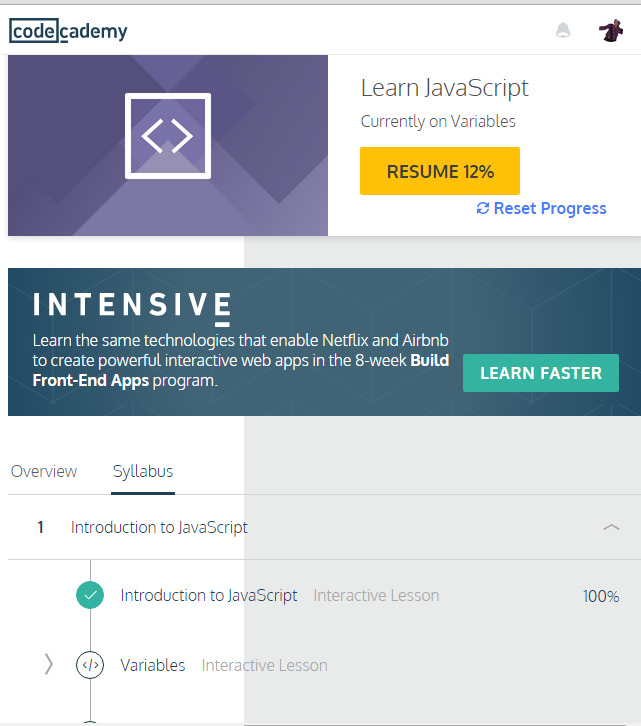 codecademy
Learn JavaScript
Currently on Variables
RESUME 12%
Reset Progress
INTENSIVE
Learn the same technologies that enable Netflix and Airbnb
to create powerful interactive web apps in the 8-week Build
Front-End Apps program.
LEARN FASTER
Overview Syllabus
1 Introduction to JavaScript
Introduction to JavaScript Interactive Lesson 100%
Variables Interactive Lesson